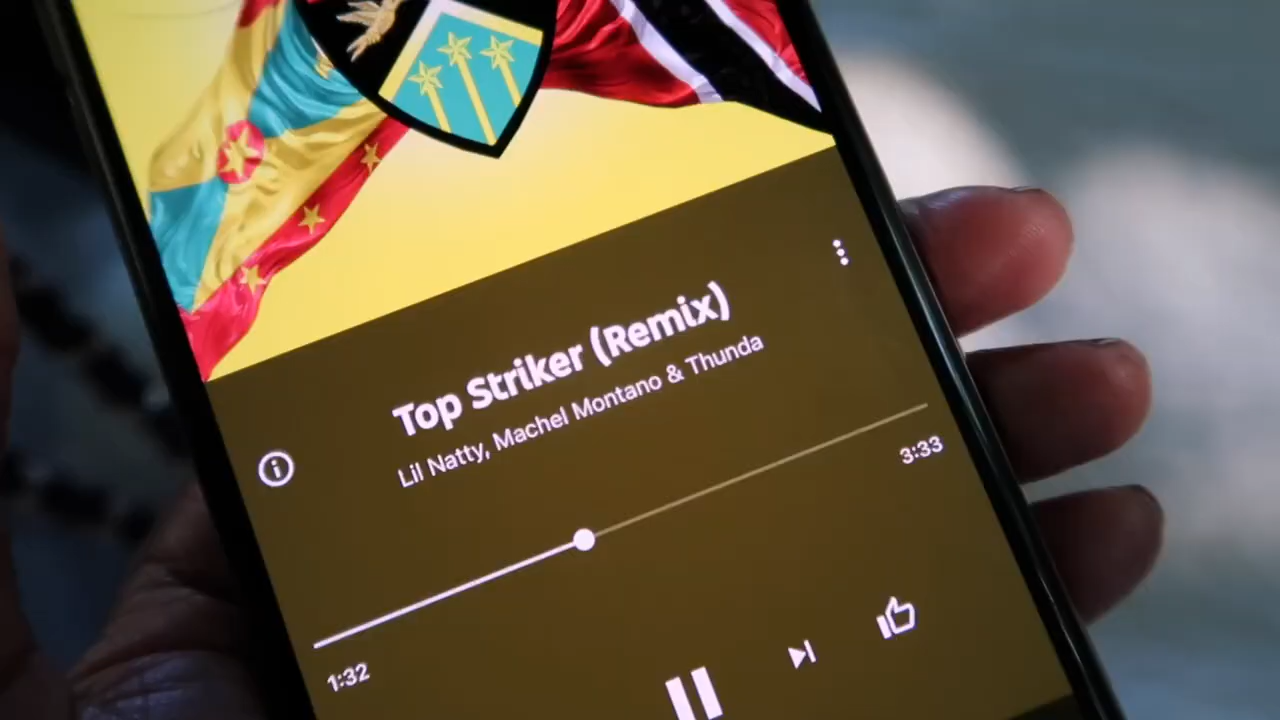 Top Striker (Remix)
Lil Natty, Machel Montano & Thunda
1:32
3:33